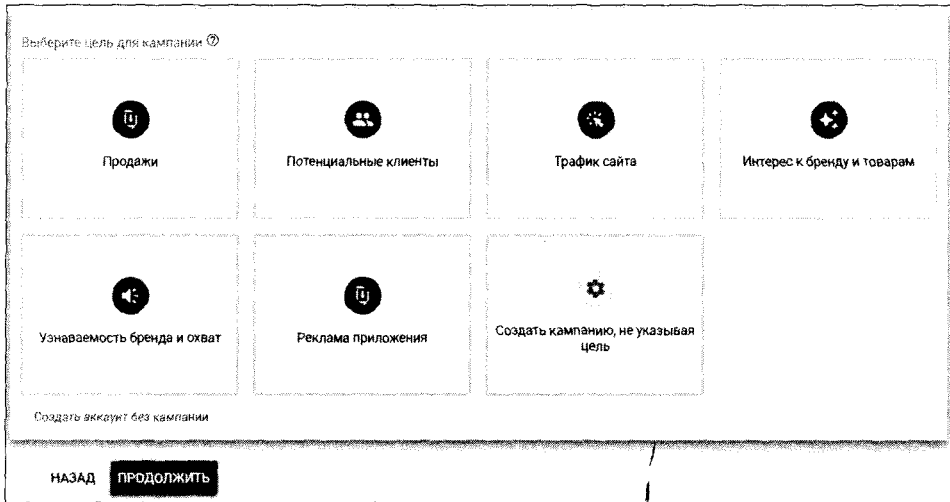 Выберите цель для кампании
Продажи
Потенциальные клиенты
Трафик сайта
Интерес к бренду и товарам
Узнаваемость бренда и охват
Реклама приложения
Создать кампанию, не указывая
цель
Создать аккаунт без кампании
НАЗАД ПРОДОЛЖИТЬ